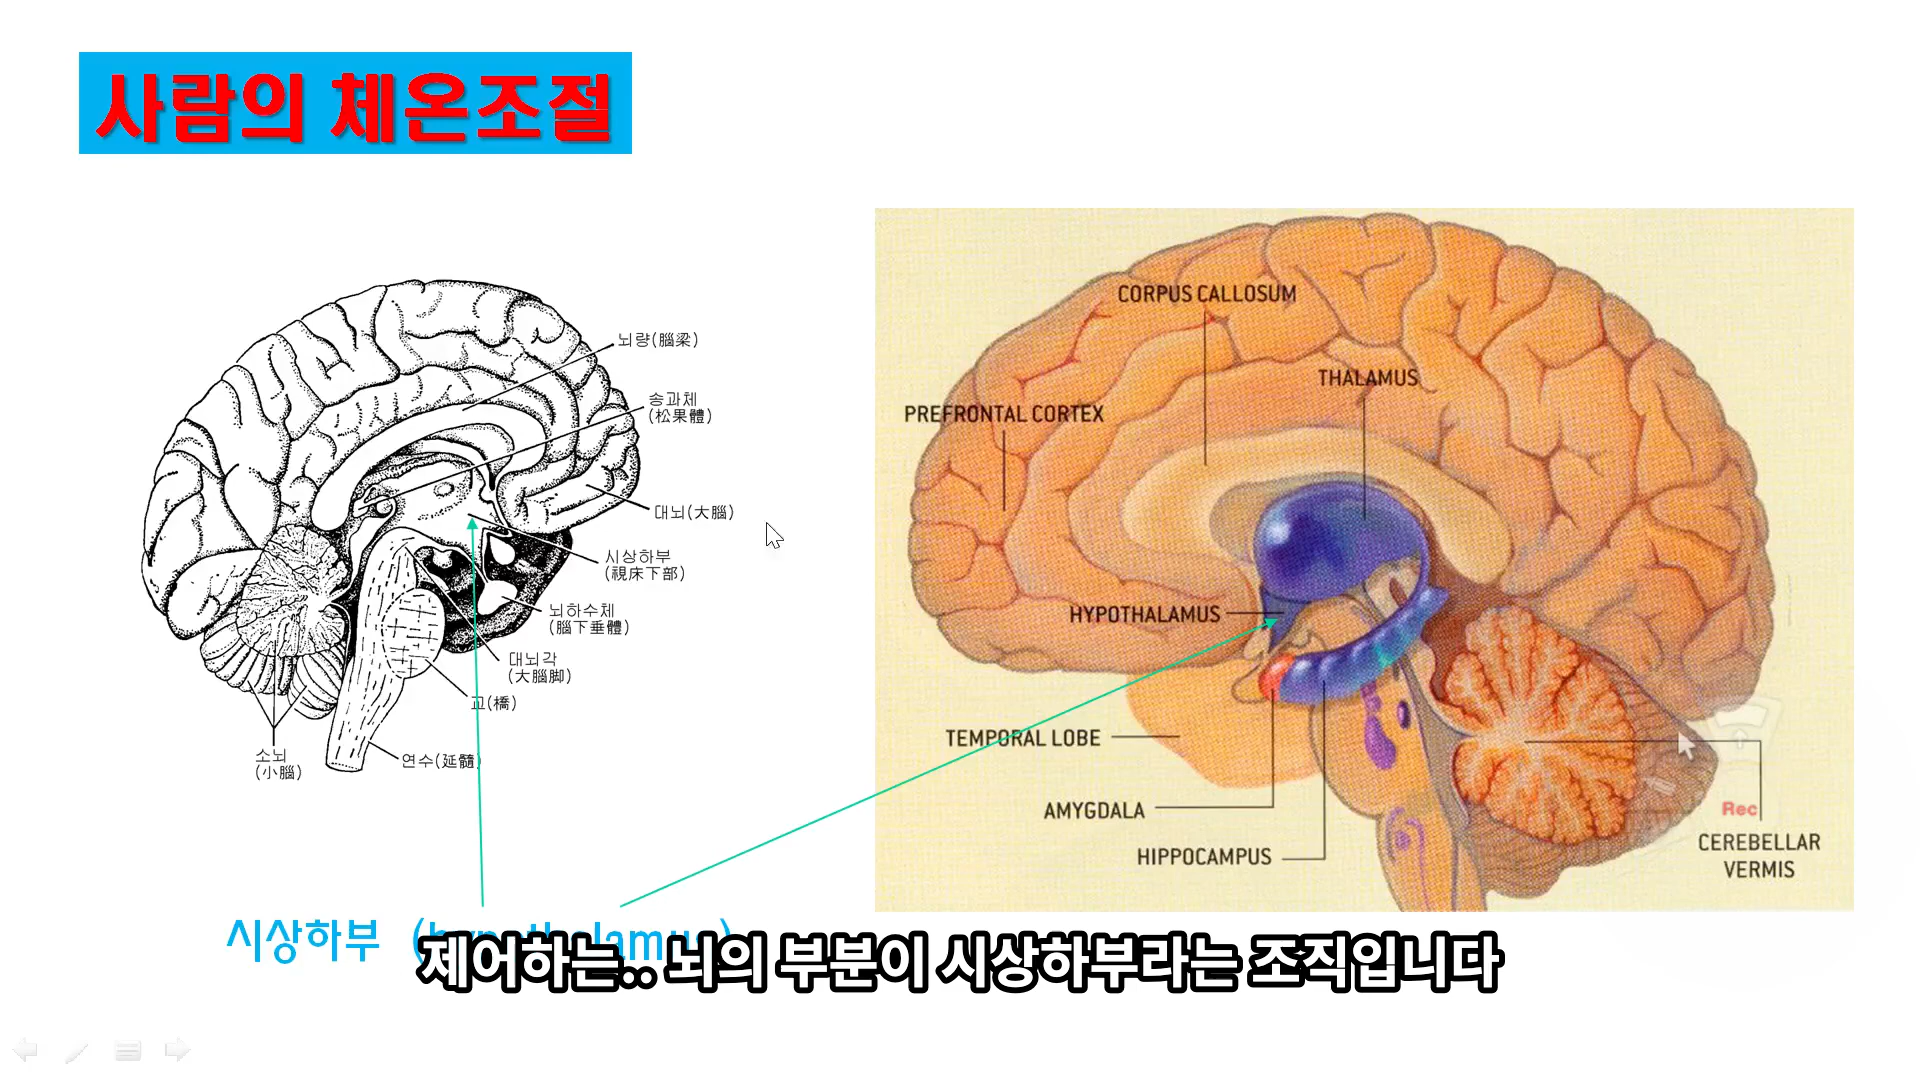 사람의 체온조절
뇌량(腦梁)
송과체
(松果體)
대뇌(大腦)
시상하부
(視床下部)
뇌하수체
(腦下垂體)
대뇌각
(大腦脚)
교(橋)
연수(延髓)
소뇌
(小腦)
CORPUS CALLOSUM
THALAMUS
PREFRONTAL CORTEX
HYPOTHALAMUS
TEMPORAL LOBE
AMYGDALA
HIPPOCAMPUS
Rec
CEREBELLAR
VERMIS
시상하부 (hypothalamus)
제어하는.. 뇌의 부분이 시상하부라는 조직입니다